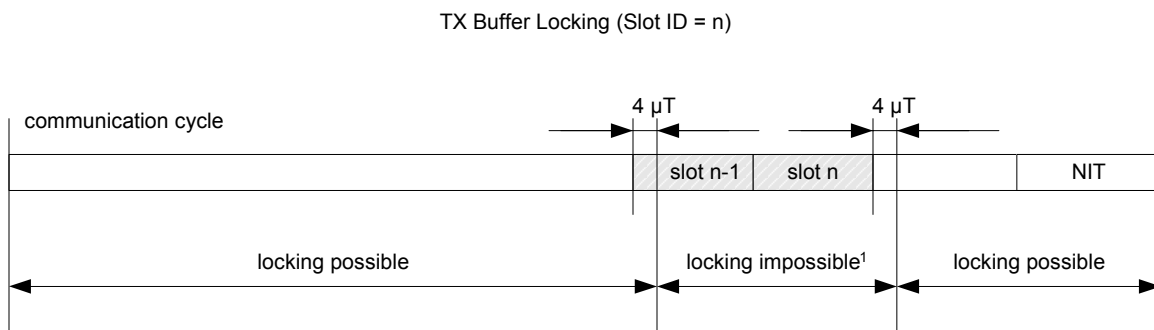 TX Buffer Locking (Slot ID = n)
4 µT
4 µT
communication cycle
slot n-1
slot n
NIT
locking possible
locking impossible¹
locking possible